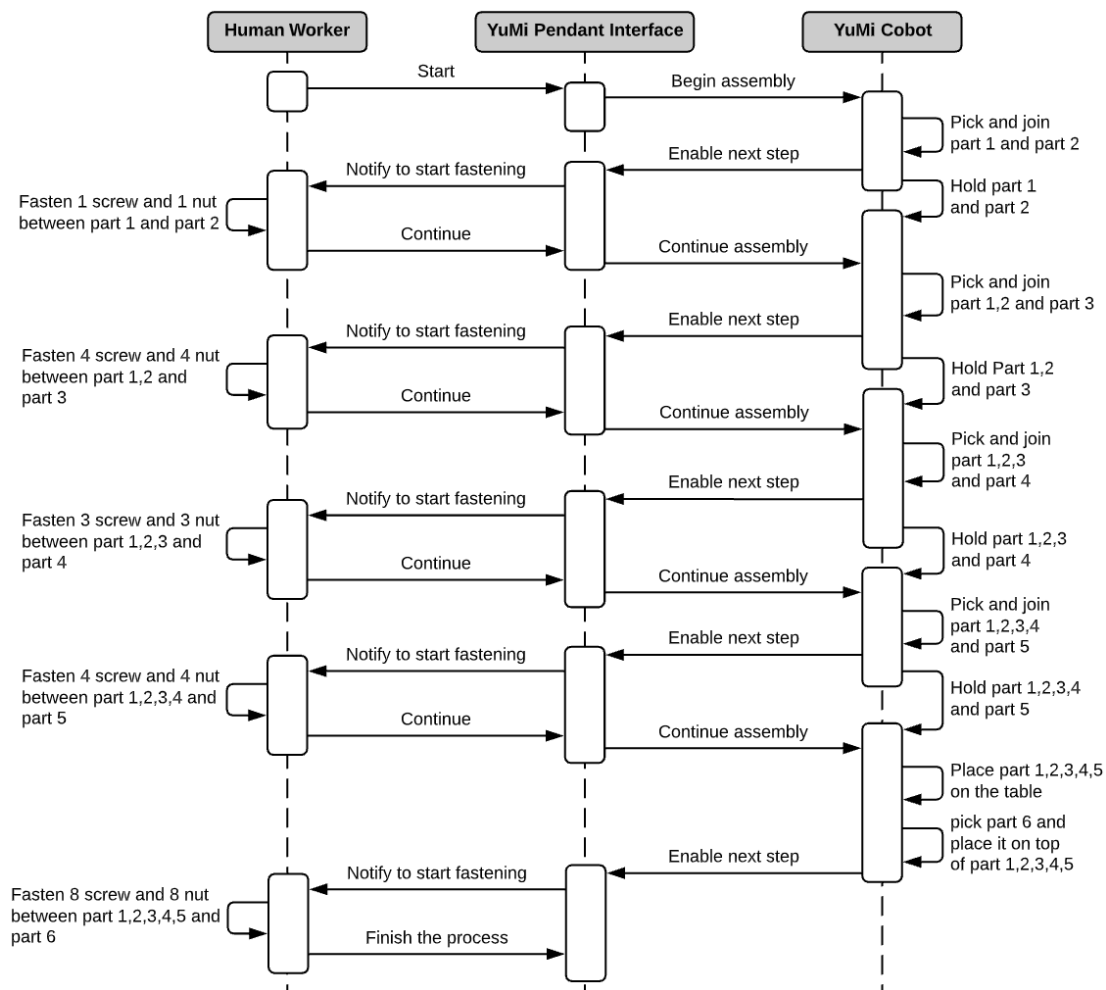 Human Worker
YuMi Pendant Interface
YuMi Cobot
Start
Begin assembly
Pick and join
part 1 and part 2
Enable next step
Notify to start fastening
Hold part 1
and part 2
Fasten 1 screw and 1 nut
between part 1 and part 2
Continue
Continue assembly
Pick and join
part 1,2 and part 3
Enable next step
Notify to start fastening
Fasten 4 screw and 4 nut
between part 1,2 and
part 3
Hold Part 1,2
and part 3
Continue
Continue assembly
Pick and join
part 1,2,3
and part 4
Enable next step
Notify to start fastening
Fasten 3 screw and 3 nut
between part 1,2,3 and
part 4
Hold part 1,2,3
and part 4
Continue
Continue assembly
Pick and join
part 1,2,3,4
and part 5
Enable next step
Notify to start fastening
Fasten 4 screw and 4 nut
between part 1,2,3,4 and
part 5
Hold part 1,2,3,4
and part 5
Continue
Continue assembly
Place part 1,2,3,4,5
on the table
pick part 6 and
place it on top
of part 1,2,3,4,5
Enable next step
Notify to start fastening
Fasten 8 screw and 8 nut
between part 1,2,3,4,5 and
part 6
Finish the process